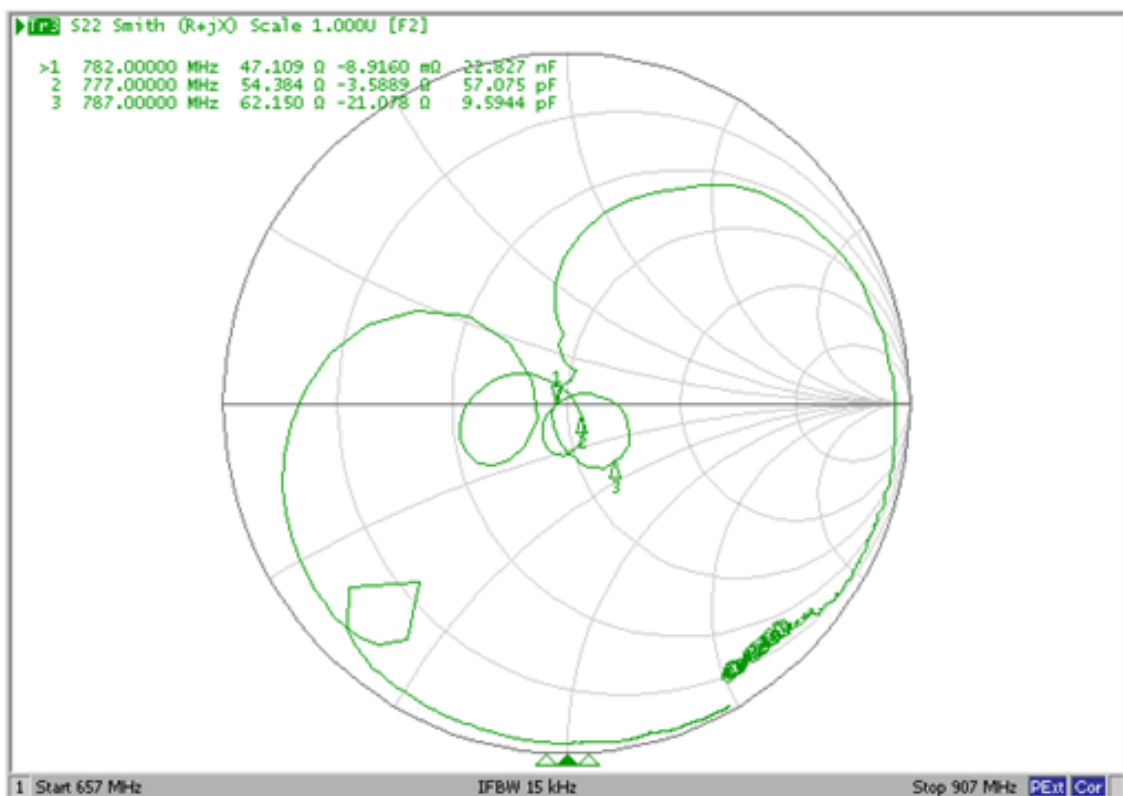 Tr3 S22 Smith (R+jX) Scale 1.000U [F2]
>1 782.00000 MHz 47.109 Ω -8.9160 mΩ 22.827 nF
2 777.00000 MHz 54.384 Ω -3.5889 Ω 57.075 pF
3 787.00000 MHz 62.150 Ω -21.078 Ω 9.5944 pF
1
2
3
1 Start 657 MHz IFBW 15 kHz Stop 907 MHz PExt Cor